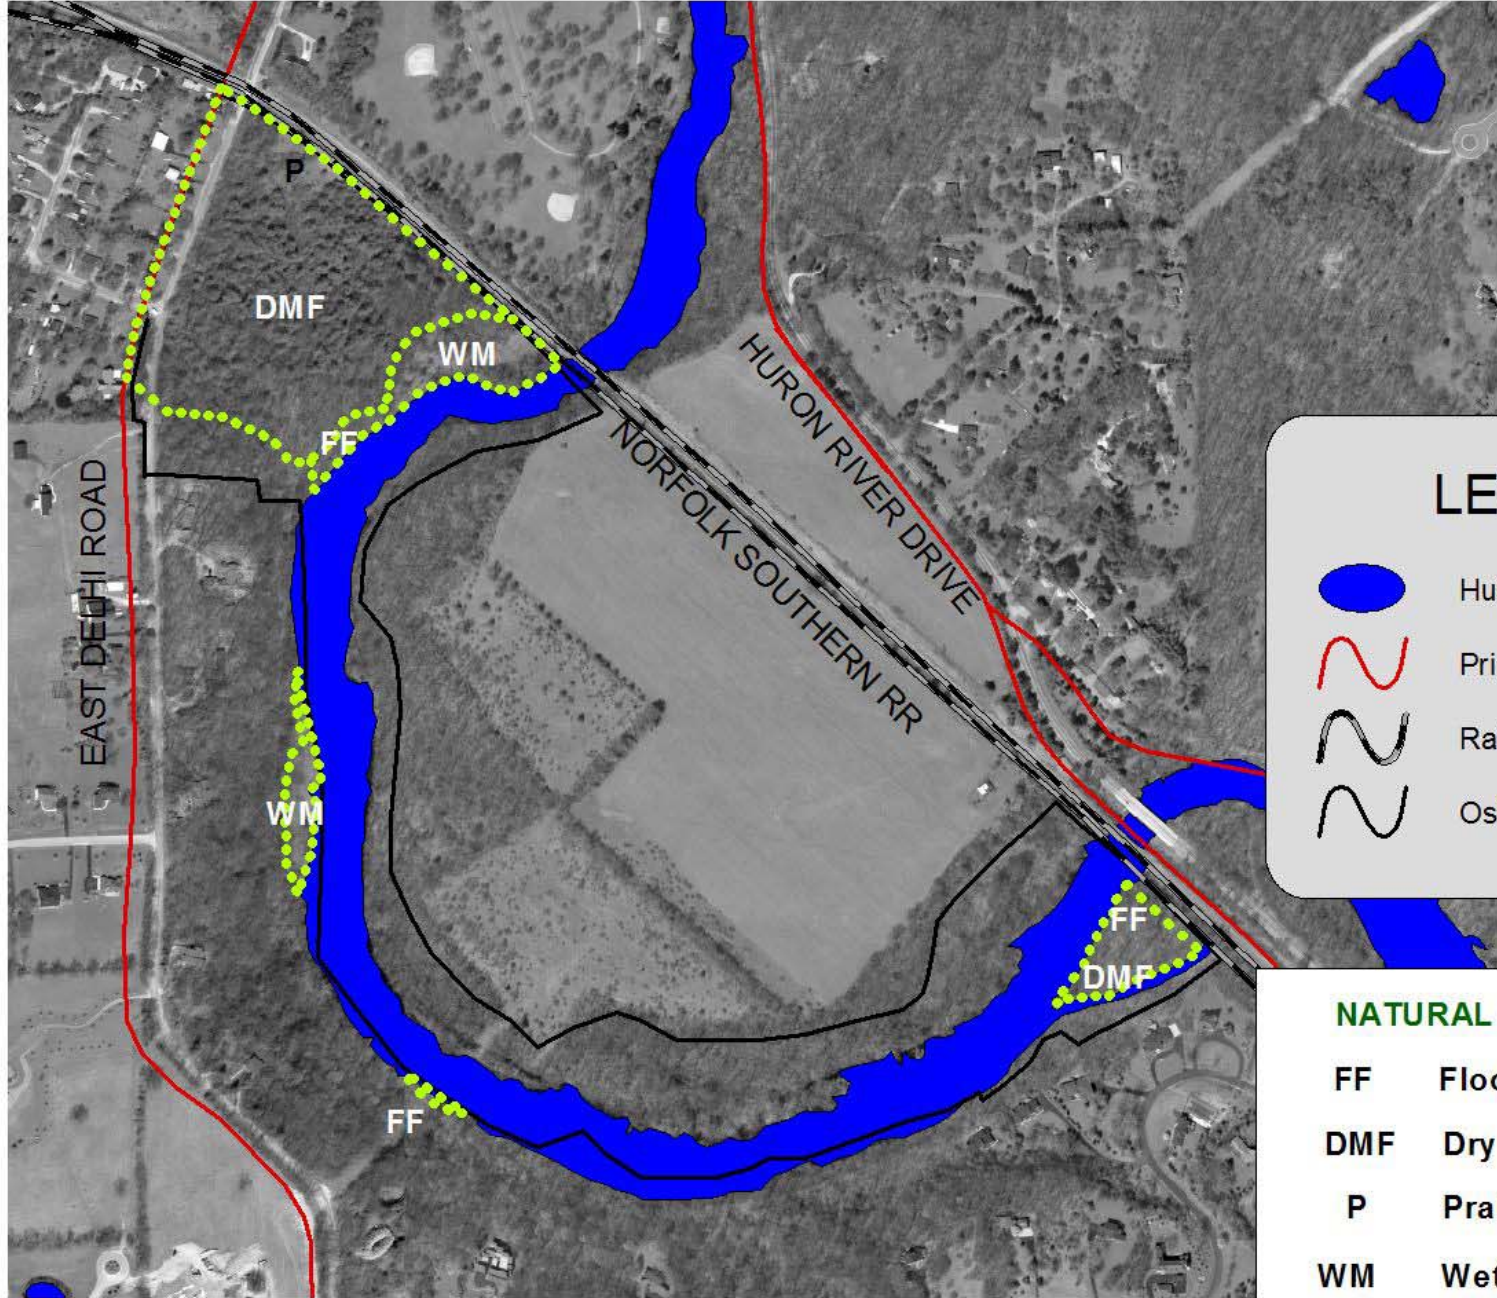 P
DMF
WM
FF
HURON RIVER DRIVE
NORFOLK SOUTHERN RR
EAST DELHI ROAD
WM
FF
FF
DMF
LE
Hu
Pri
Ra
Os
NATURAL
FF Floo
DMF Dry
P Pra
WM Wet